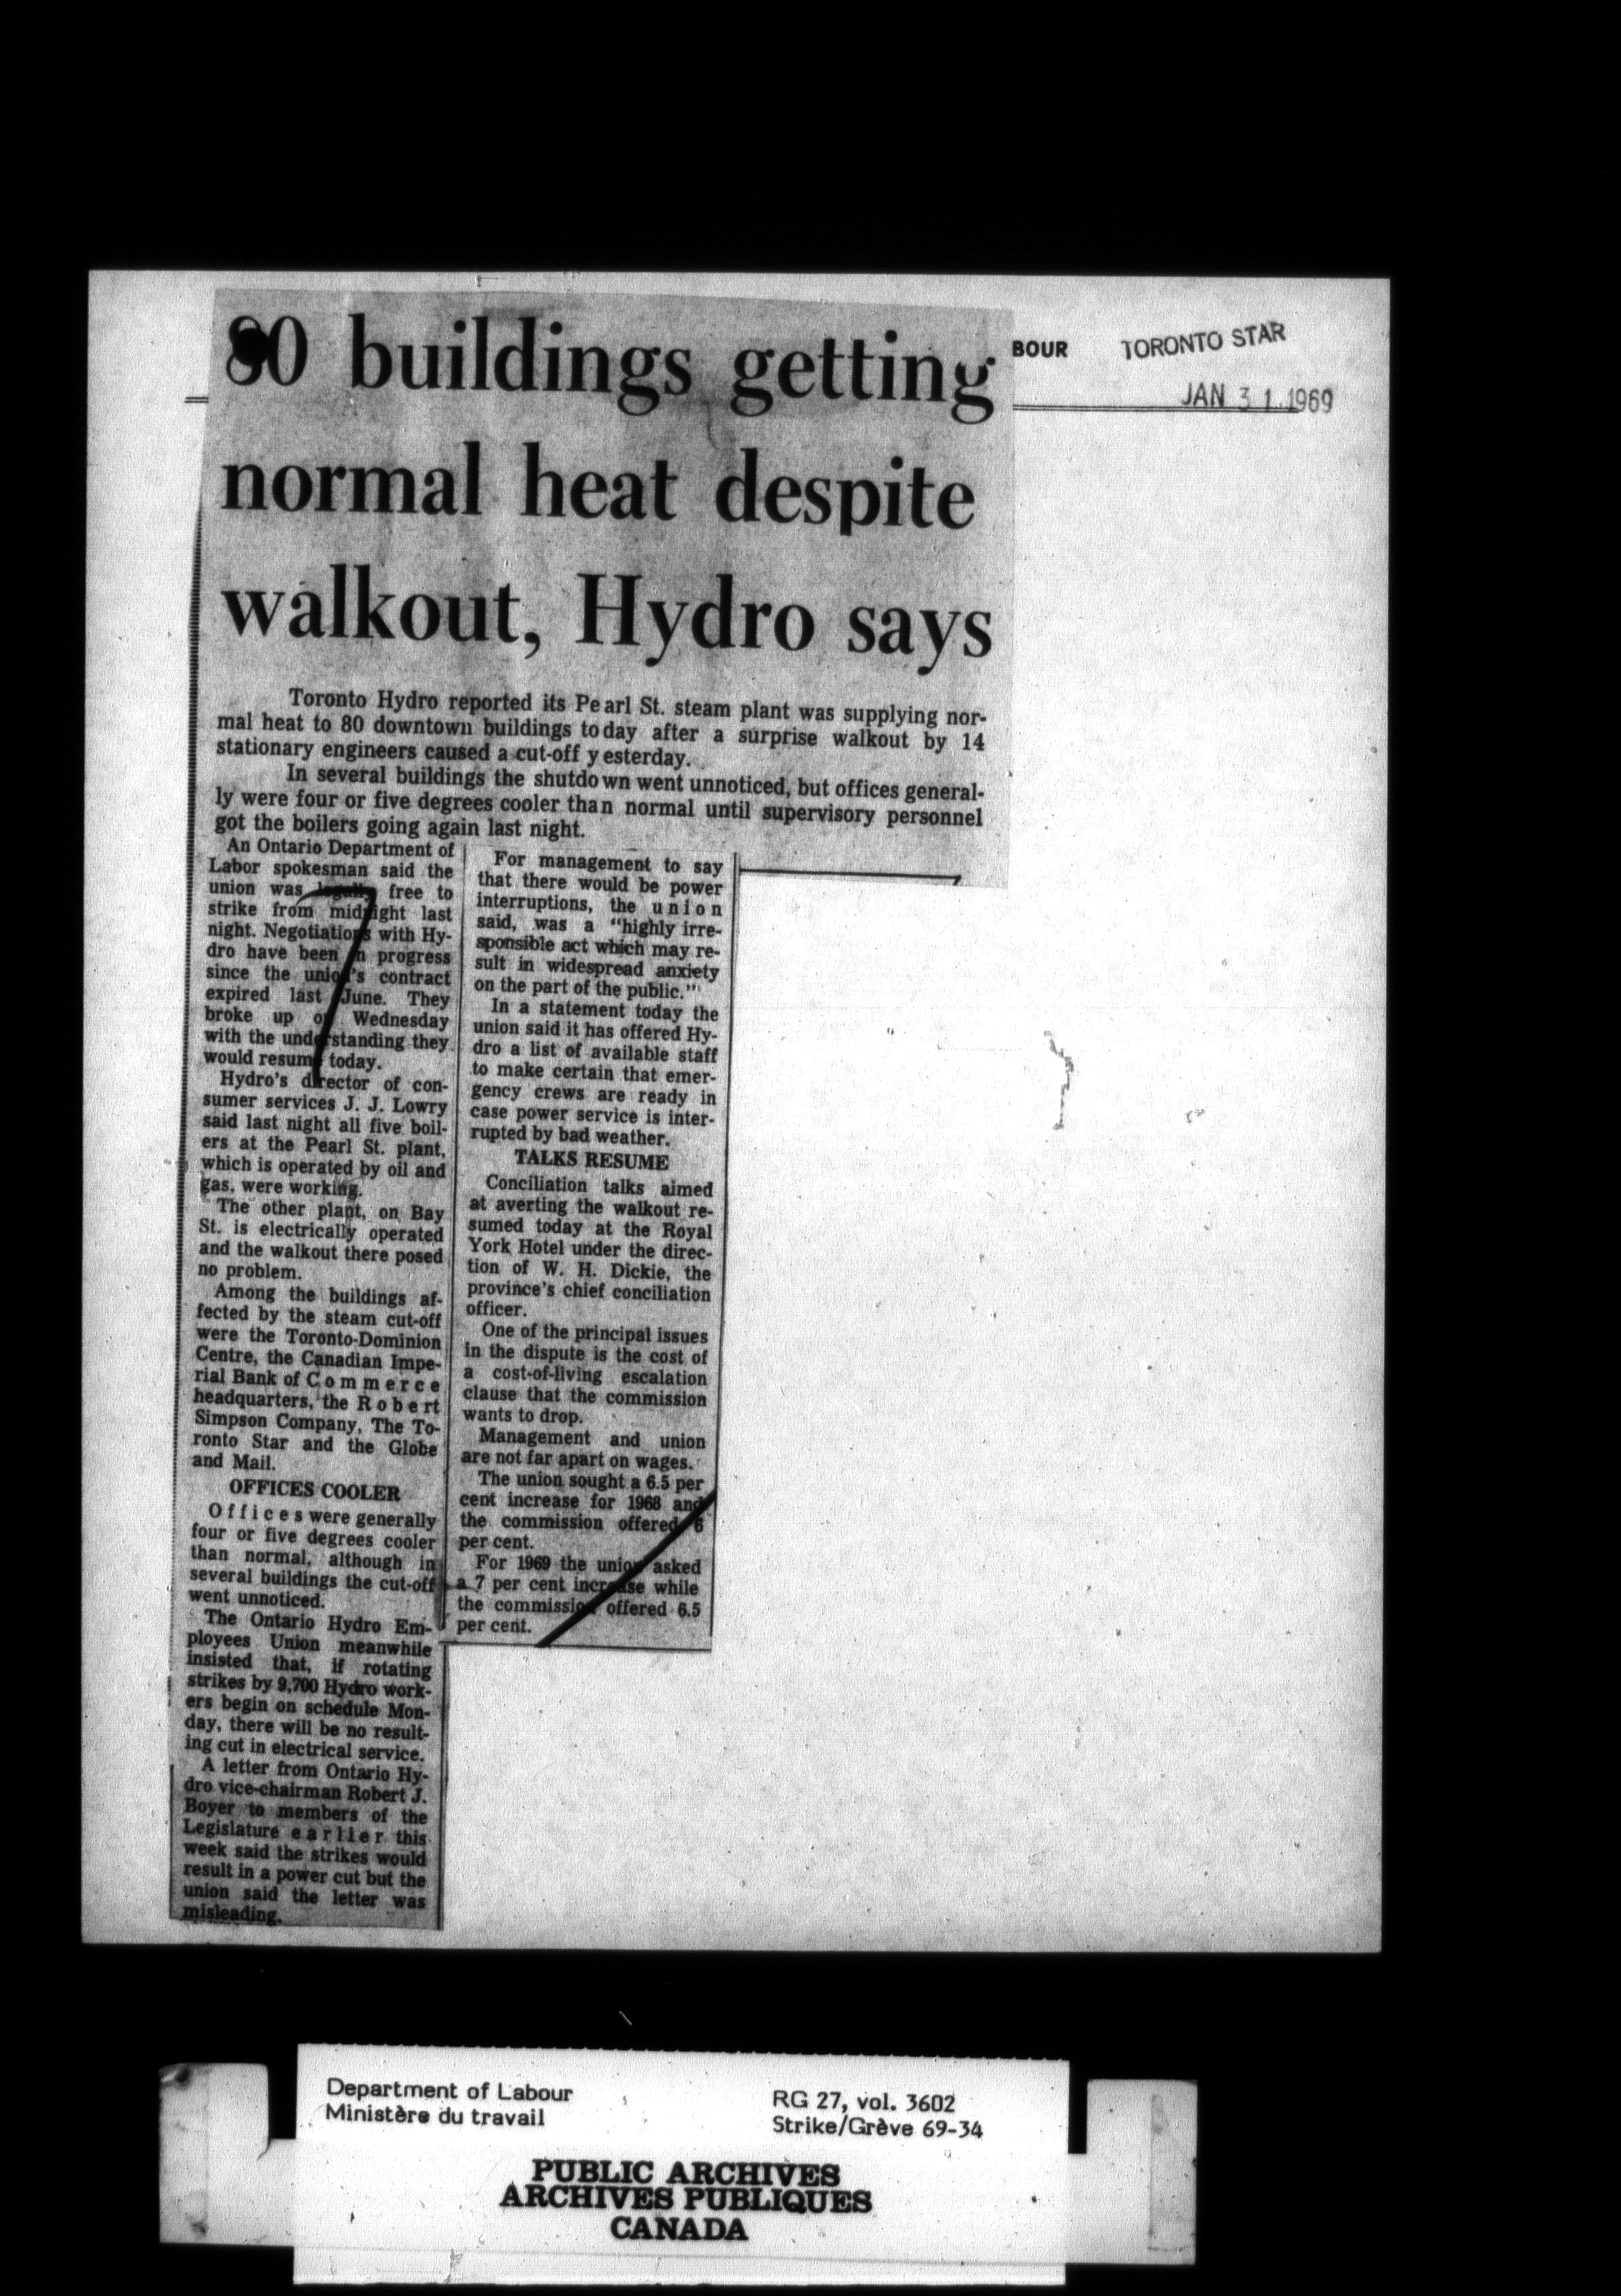 80 buildings getting
normal heat despite
walkout, Hydro says
BOUR TORONTO STAR
JAN 31 1969
Toronto Hydro reported its Pearl St. steam plant was supplying nor-
mal heat to 80 downtown buildings today after a surprise walkout by 14
stationary engineers caused a cut-off yesterday.
In several buildings the shutdown went unnoticed, but offices general-
ly were four or five degrees cooler than normal until supervisory personnel
got the boilers going again last night.
An Ontario Department of
Labor spokesman said the
union was legally free to
strike from midnight last
night. Negotiations with Hy-
dro have been in progress
since the union's contract
expired last June. They
broke up on Wednesday
with the understanding they
would resume today.
Hydro's director of con-
sumer services J. J. Lowry
said last night all five boil-
ers at the Pearl St. plant,
which is operated by oil and
gas, were working.
The other plant, on Bay
St. is electrically operated
and the walkout there posed
no problem.
Among the buildings af-
fected by the steam cut-off
were the Toronto-Dominion
Centre, the Canadian Impe-
rial Bank of Commerce
headquarters, the Robert
Simpson Company, The To-
ronto Star and the Globe
and Mail.
OFFICES COOLER
Offices were generally
four or five degrees cooler
than normal, although in
several buildings the cut-off
went unnoticed.
The Ontario Hydro Em-
ployees Union meanwhile
insisted that, if rotating
strikes by 9,700 Hydro work-
ers begin on schedule Mon-
day, there will be no result-
ing cut in electrical service.
A letter from Ontario Hy-
dro vice-chairman Robert J.
Boyer to members of the
Legislature earlier this
week said the strikes would
result in a power cut but the
union said the letter was
misleading.
For management to say
that there would be power
interruptions, the union
said, was a "highly irre-
sponsible act which may re-
sult in widespread anxiety
on the part of the public."
In a statement today the
union said it has offered Hy-
dro a list of available staff
to make certain that emer-
gency crews are ready in
case power service is inter-
rupted by bad weather.
TALKS RESUME
Conciliation talks aimed
at averting the walkout re-
sumed today at the Royal
York Hotel under the direc-
tion of W. H. Dickie, the
province's chief conciliation
officer.
One of the principal issues
in the dispute is the cost of
a cost-of-living escalation
clause that the commission
wants to drop.
Management and union
are not far apart on wages.
The union sought a 6.5 per
cent increase for 1968 and
the commission offered 6
per cent.
For 1969 the union asked
a 7 per cent increase while
the commission offered 6.5
per cent.
Department of Labour
Ministère du travail
RG 27, vol. 3602
Strike/Grève 69-34
PUBLIC ARCHIVES
ARCHIVES PUBLIQUES
CANADA